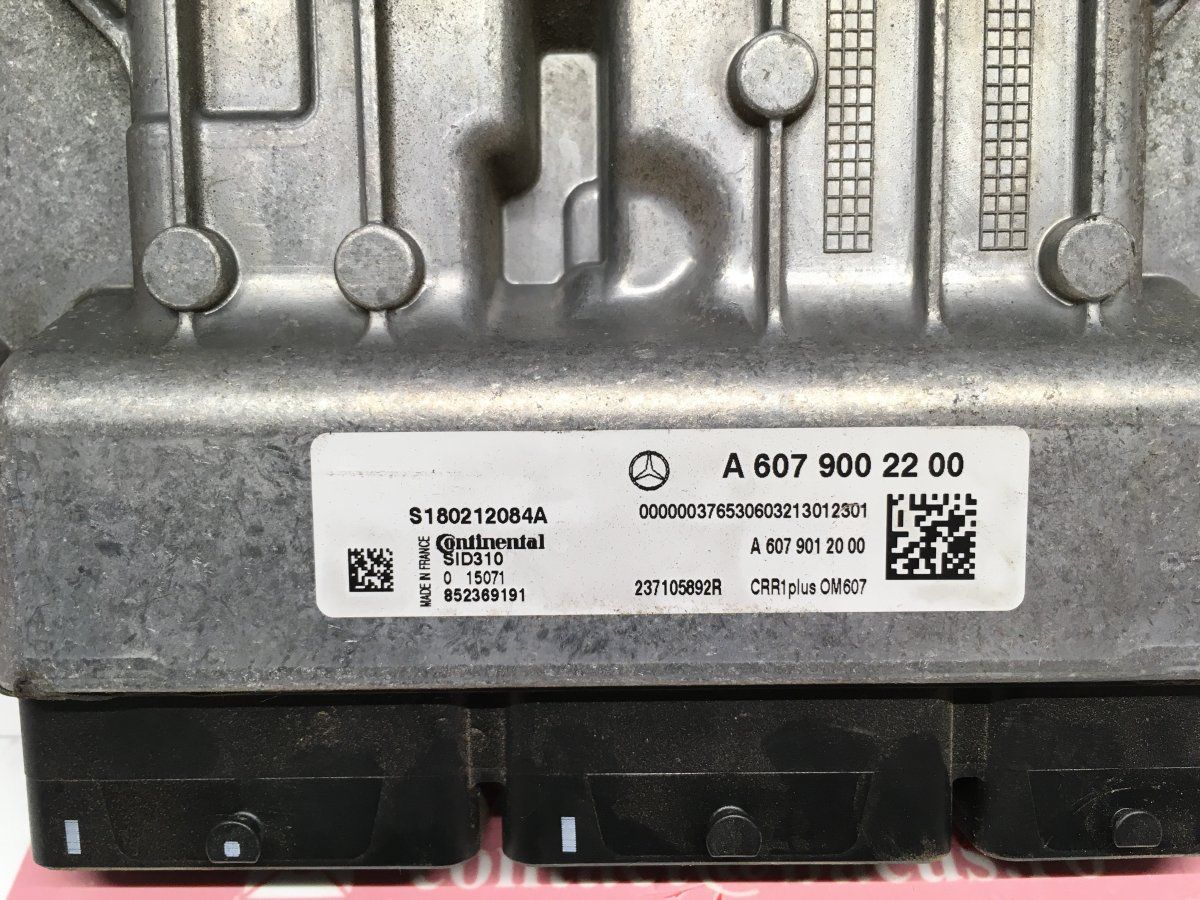 A 607 900 22 00
S180212084A
000000376530603213012301
MADE IN FRANCE
Continental
SID310
A 607 901 20 00
0 15071
852369191
237105892R
CRR1plus OM607